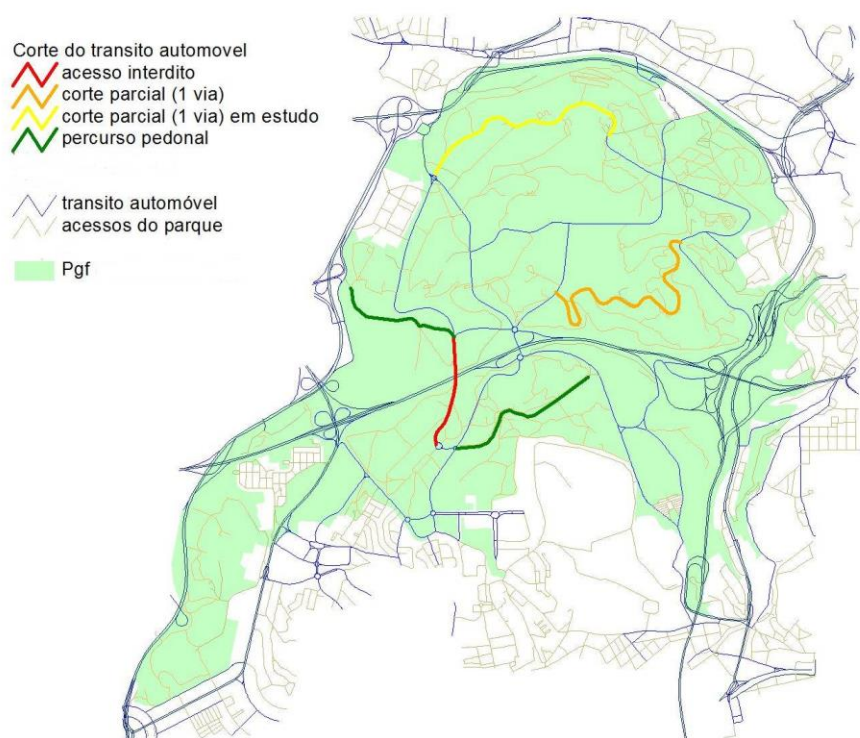 Corte do transito automovel
acesso interdito
corte parcial (1 via)
corte parcial (1 via) em estudo
percurso pedonal
transito automóvel
acessos do parque
Pgf